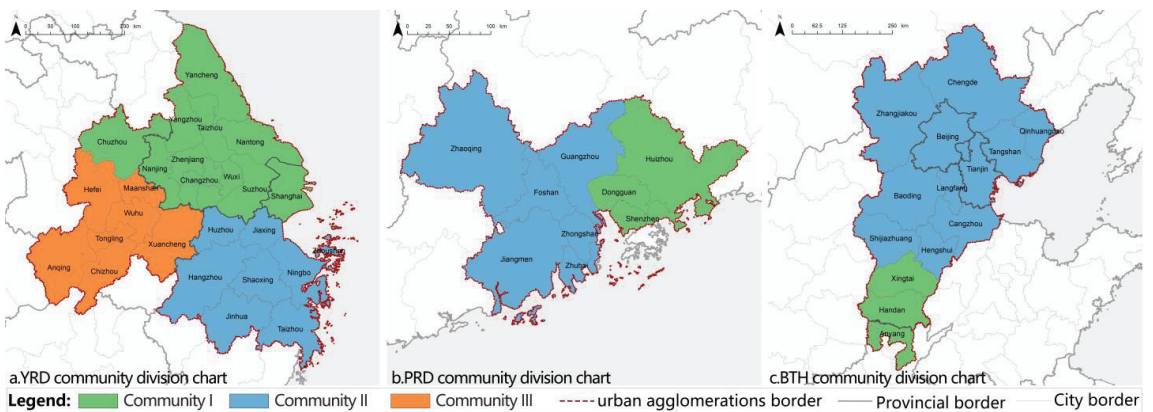 N
0 50 100 200 km
Yancheng
Yangzhou
Taizhou
Chuzhou
Nantong
Zhenjiang
Nanjing
Wuxi
Changzhou
Suzhou
Hefei
Maanshan
Shanghai
Wuhu
Huzhou
Jiaxing
Tongling
Xuancheng
Zhoushan
Anqing
Chizhou
Hangzhou
Ningbo
Shaoxing
Jinhua
Taizhou
a.YRD community division chart
N
0 25 50 100 km
Zhaoqing
Guangzhou
Huizhou
Foshan
Dongguan
Shenzhen
Zhongshan
Jiangmen
Zhuhai
b.PRD community division chart
N
0 62.5 125 250 km
Chengde
Zhangjiakou
Beijing
Qinhuangdao
Tangshan
Tianjin
Langfang
Baoding
Cangzhou
Shijiazhuang
Hengshui
Xingtai
Handan
Anyang
c.BTH community division chart
Legend: Community I Community II Community III urban agglomerations border Provincial border City border